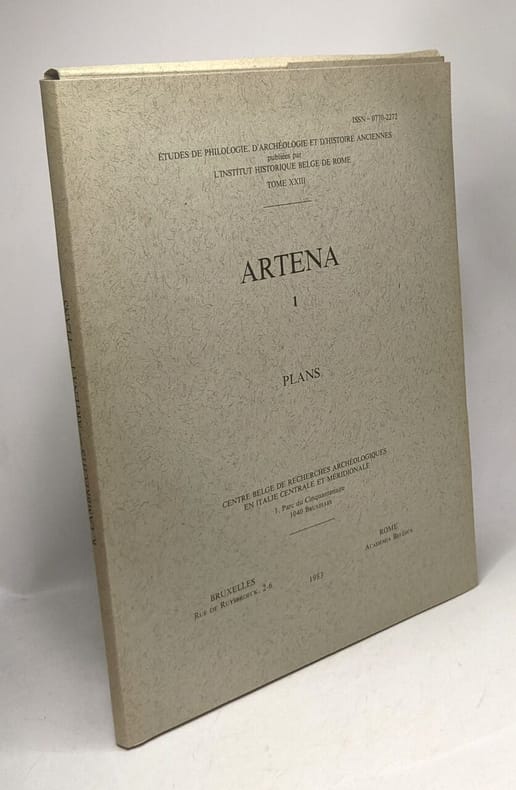 ISSN - 0770-2272
ÉTUDES DE PHILOLOGIE, D'ARCHÉOLOGIE ET D'HISTOIRE ANCIENNES
publiées par
L'INSTITUT HISTORIQUE BELGE DE ROME
TOME XXIII
ARTENA
1
PLANS
CENTRE BELGE DE RECHERCHES ARCHÉOLOGIQUES
EN ITALIE CENTRALE ET MÉRIDIONALE
1, Parc du Cinquantenaire
1040 BRUXELLES
BRUXELLES
RUE DE RUYSBROECK, 2-6
1983
ROME
ACADEMIA BELGICA